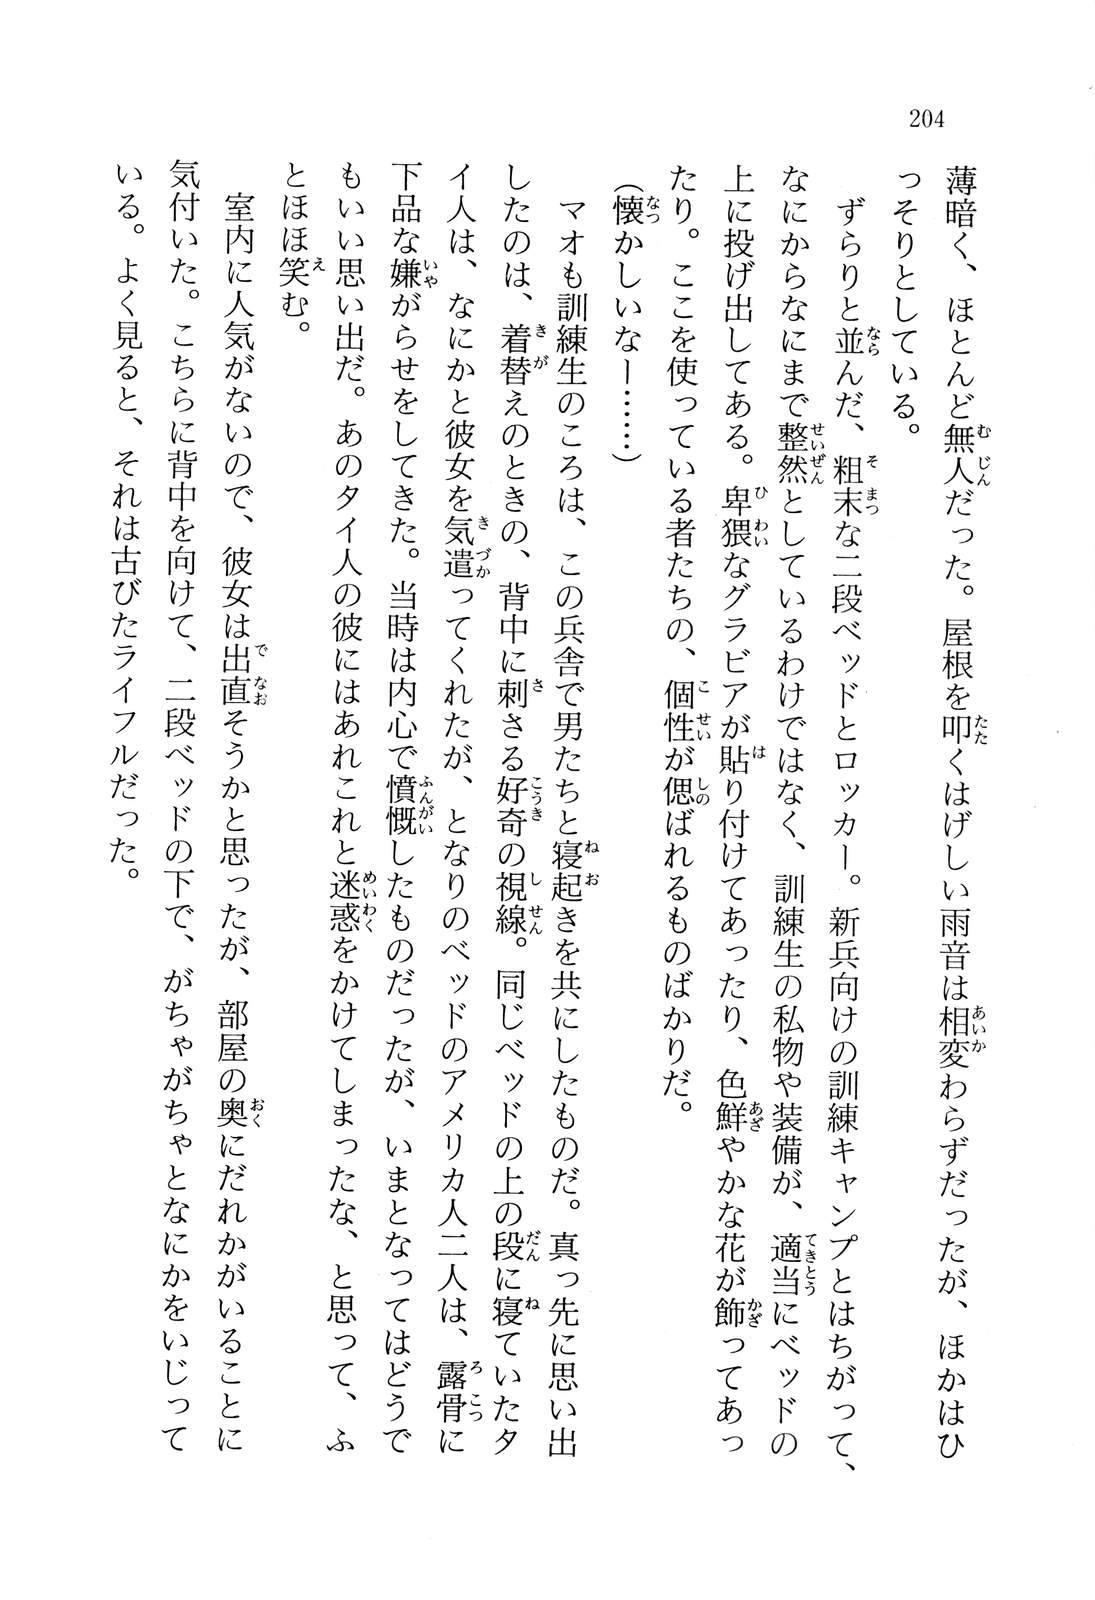 204
薄暗く、ほとんど無人だった。屋根を叩くはげしい雨音は相変わらずだったが、ほかはひ
っそりとしている。
　ずらりと並んだ、粗末な二段ベッドとロッカー。新兵向けの訓練キャンプとはちがって、
なにからなにまで整然としているわけではなく、訓練生の私物や装備が、適当にベッドの
上に投げ出してある。卑猥なグラビアが貼り付けてあったり、色鮮やかな花が飾ってあっ
たり。ここを使っている者たちの、個性が偲ばれるものばかりだ。
（懐かしいなー……）
　マオも訓練生のころは、この兵舎で男たちと寝起きを共にしたものだ。真っ先に思い出
したのは、着替えのときの、背中に刺さる好奇の視線。同じベッドの上の段に寝ていたタ
イ人は、なにかと彼女を気遣ってくれたが、となりのベッドのアメリカ人二人は、露骨に
下品な嫌がらせをしてきた。当時は内心で憤慨したものだったが、いまとなってはどうで
もいい思い出だ。あのタイ人の彼にはあれこれと迷惑をかけてしまったな、と思って、ふ
とほほ笑む。
　室内に人気がないので、彼女は出直そうかと思ったが、部屋の奥にだれかがいることに
気付いた。こちらに背中を向けて、二段ベッドの下で、がちゃがちゃとなにかをいじって
いる。よく見ると、それは古びたライフルだった。